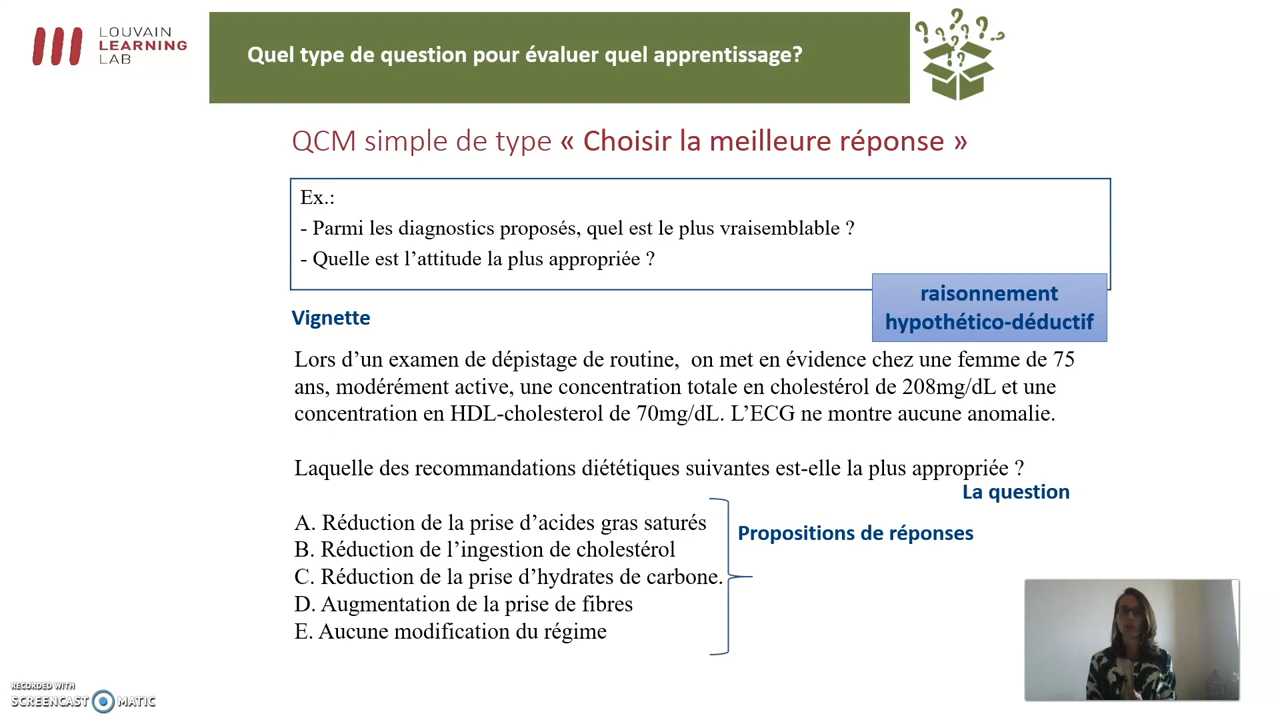 LOUVAIN
LEARNING
LAB
Quel type de question pour évaluer quel apprentissage?
QCM simple de type « Choisir la meilleure réponse »
Ex.:
- Parmi les diagnostics proposés, quel est le plus vraisemblable ?
- Quelle est l’attitude la plus appropriée ?
raisonnement
hypothético-déductif
Vignette
Lors d’un examen de dépistage de routine, on met en évidence chez une femme de 75
ans, modérément active, une concentration totale en cholestérol de 208mg/dL et une
concentration en HDL-cholesterol de 70mg/dL. L’ECG ne montre aucune anomalie.
Laquelle des recommandations diététiques suivantes est-elle la plus appropriée ?
La question
A. Réduction de la prise d’acides gras saturés
B. Réduction de l’ingestion de cholestérol
C. Réduction de la prise d’hydrates de carbone.
D. Augmentation de la prise de fibres
E. Aucune modification du régime
Propositions de réponses
RECORDED WITH
SCREENCAST MATIC